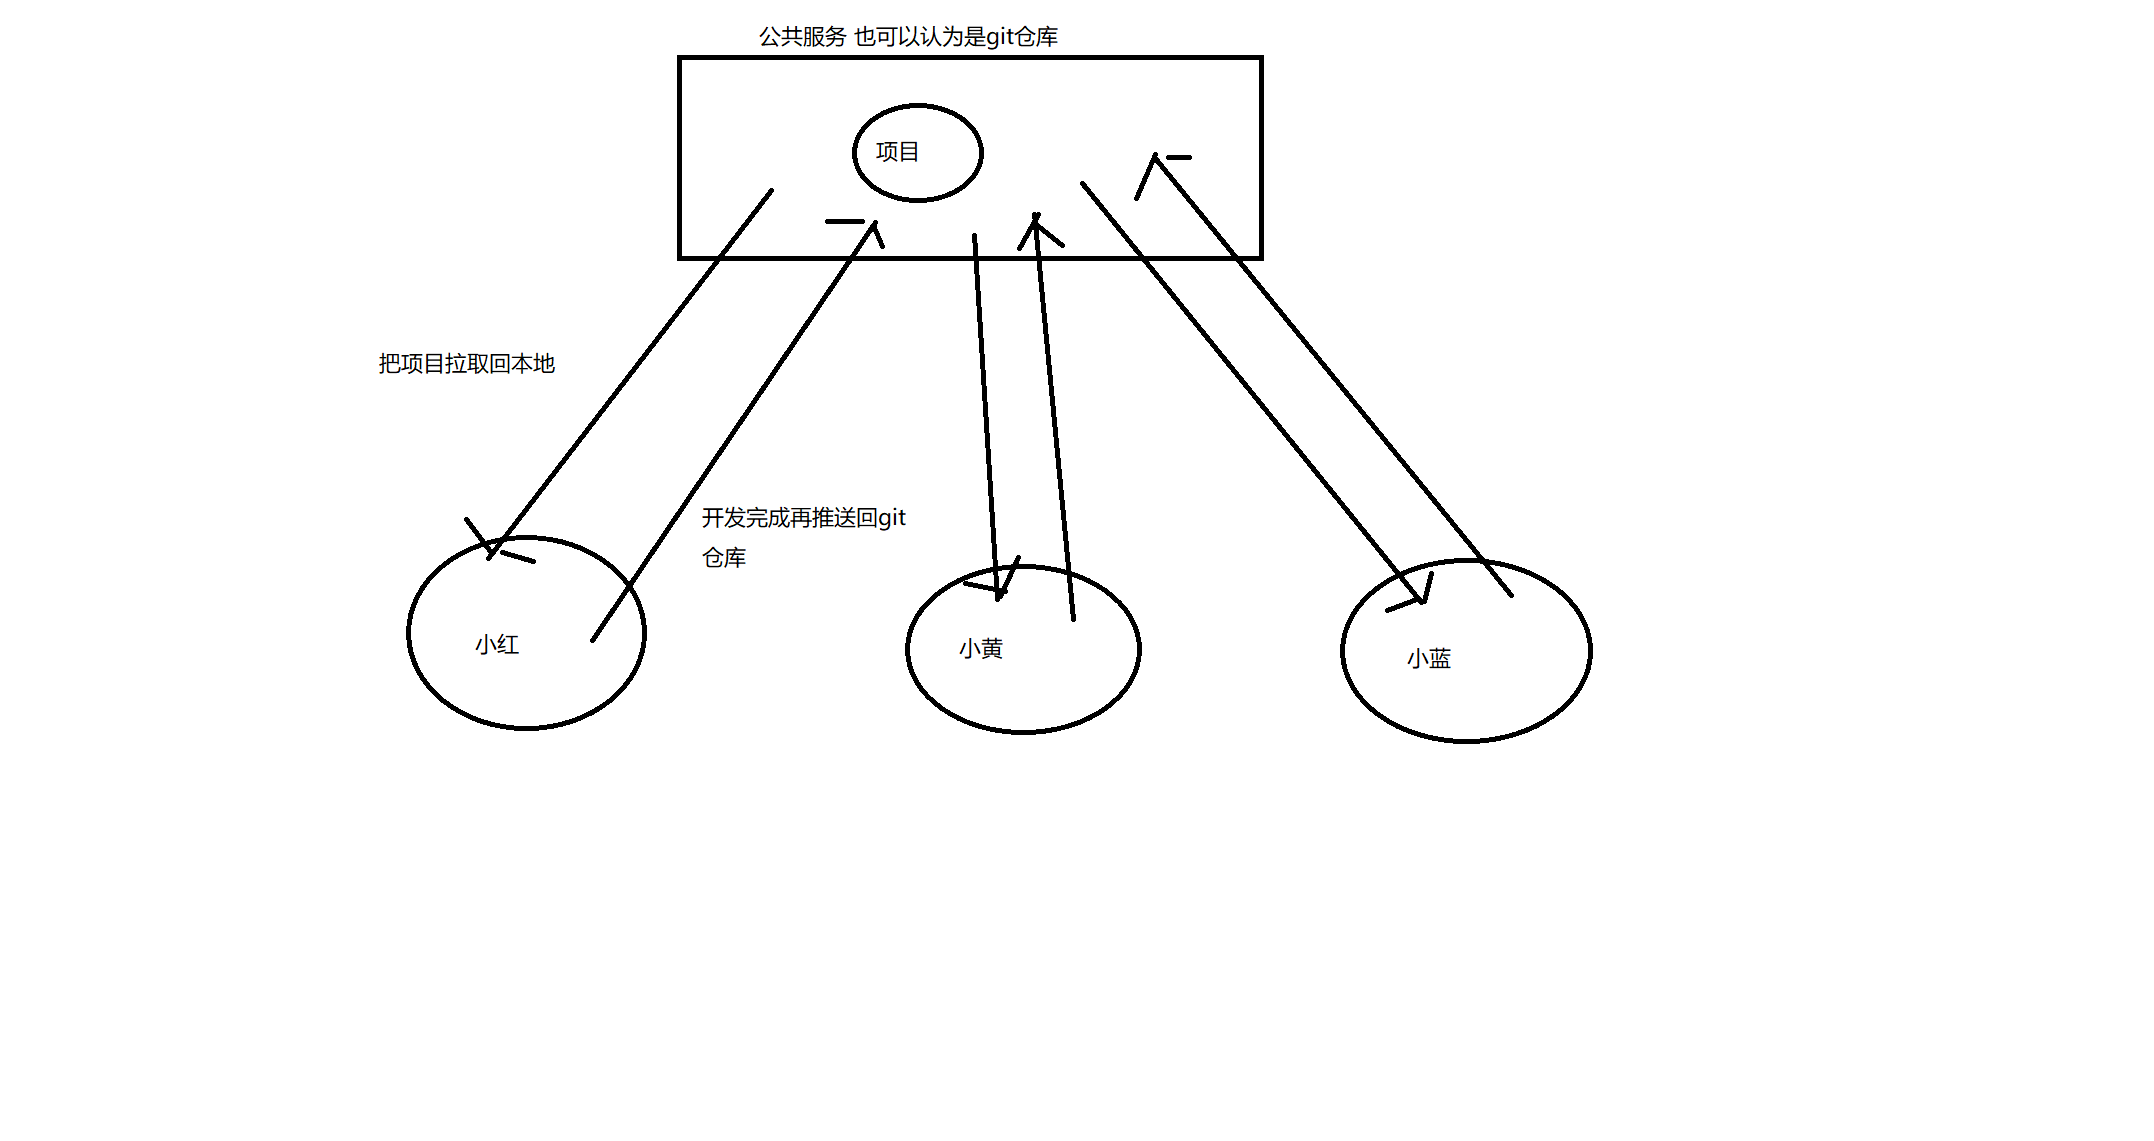 公共服务 也可以认为是git仓库
项目
把项目拉取回本地
开发完成再推送回git
仓库
小红
小黄
小蓝